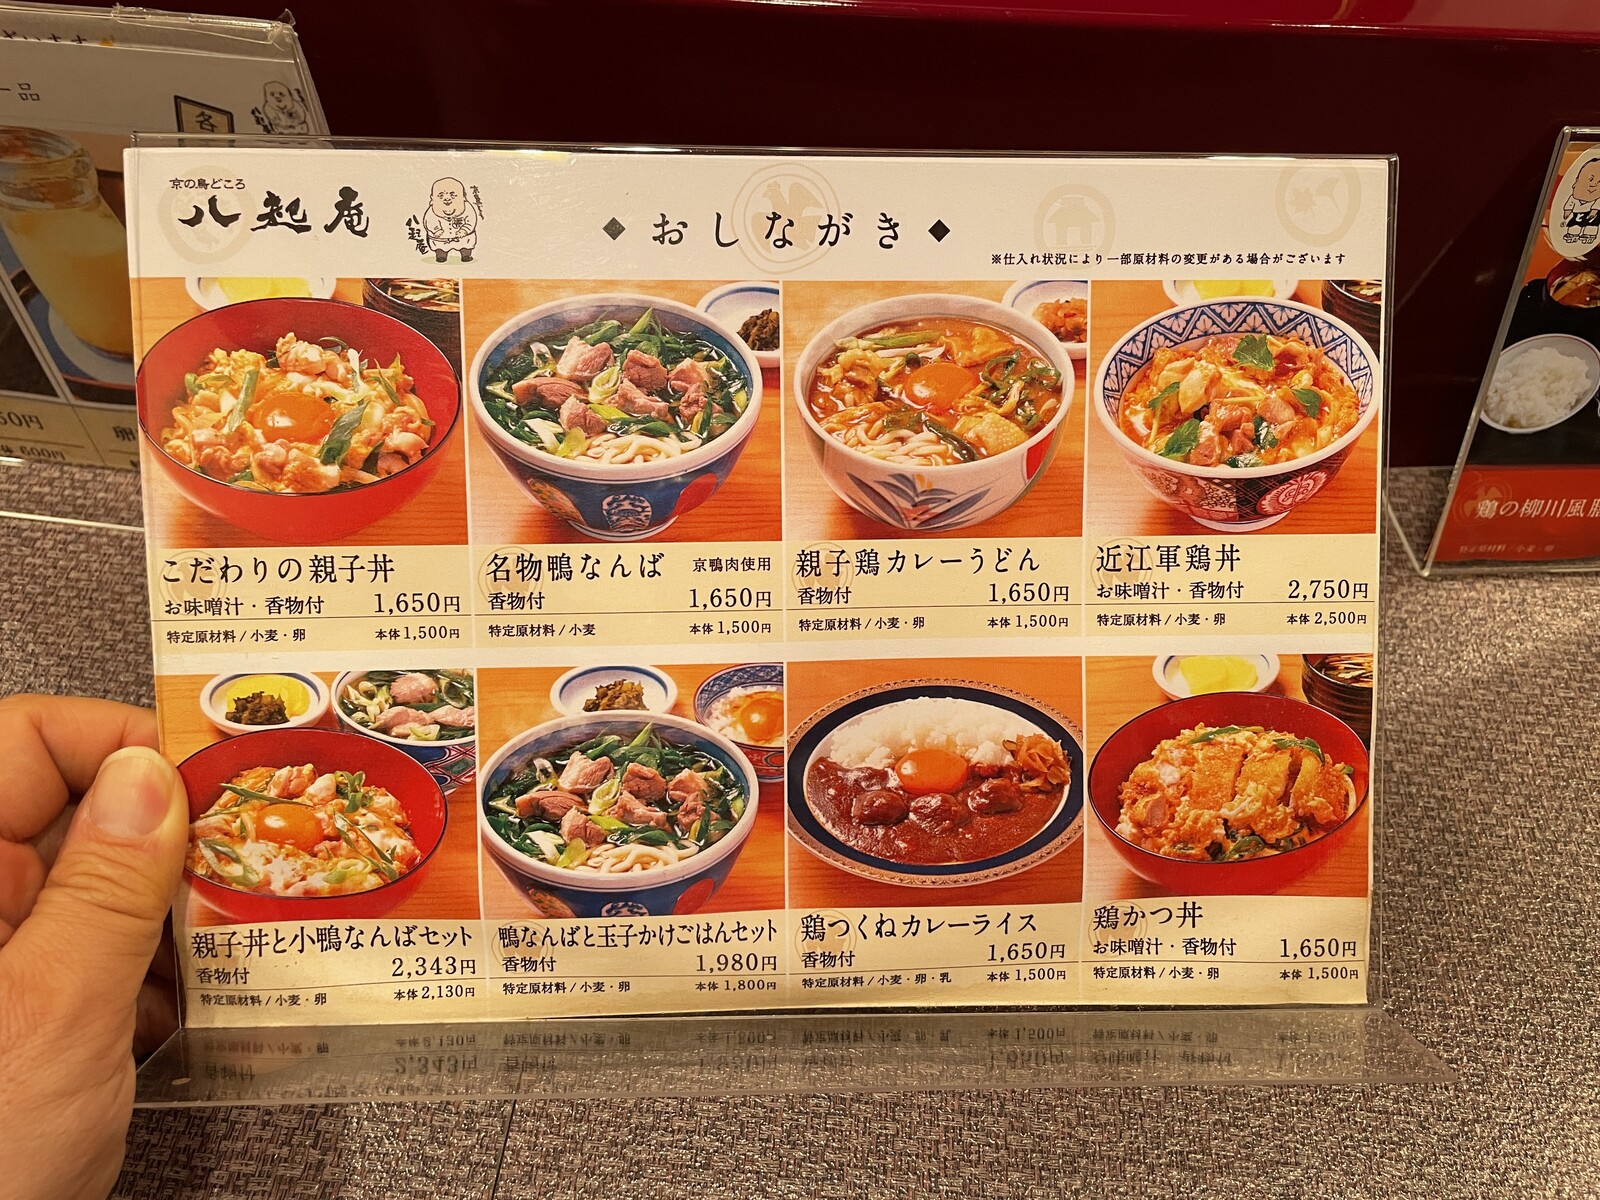 一品
各
京の鳥どころ
八起庵
◆おしながき◆
※仕入れ状況により一部原材料の変更がある場合がございます
こだわりの親子丼
お味噌汁・香物付 1,650円
特定原材料/小麦・卵 本体1,500円
名物鴨なんば 京鴨肉使用
香物付 1,650円
特定原材料/小麦 本体1,500円
親子鶏カレーうどん
香物付 1,650円
特定原材料/小麦・卵 本体1,500円
近江軍鶏丼
お味噌汁・香物付 2,750円
特定原材料/小麦・卵 本体2,500円
親子丼と小鴨なんばセット
香物付 2,343円
特定原材料/小麦・卵 本体2,130円
鴨なんばと玉子かけごはんセット
香物付 1,980円
特定原材料/小麦・卵 本体1,800円
鶏つくねカレーライス
香物付 1,650円
特定原材料/小麦・卵・乳 本体1,500円
鶏かつ丼
お味噌汁・香物付 1,650円
特定原材料/小麦・卵 本体1,500円
鶏の柳川風
特定原材料/小麦・卵